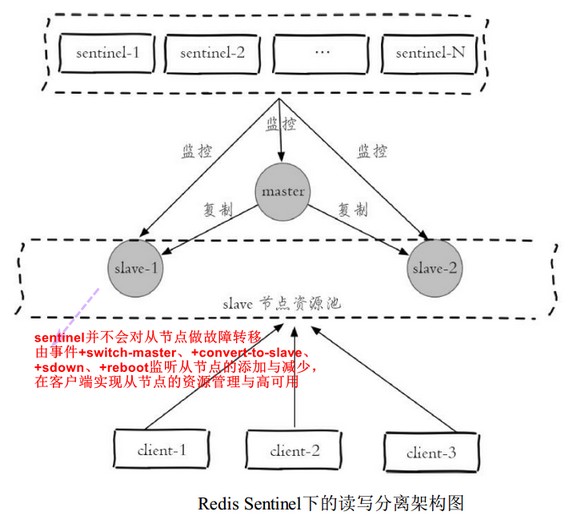 sentinel-1
sentinel-2
...
sentinel-N
监控
监控
监控
master
复制
复制
slave-1
slave-2
slave 节点资源池
sentinel并不会对从节点做故障转移
由事件+switch-master、+convert-to-slave、
+sdown、+reboot监听从节点的添加与减少，
在客户端实现从节点的资源管理与高可用
client-1
client-2
client-3
Redis Sentinel下的读写分离架构图